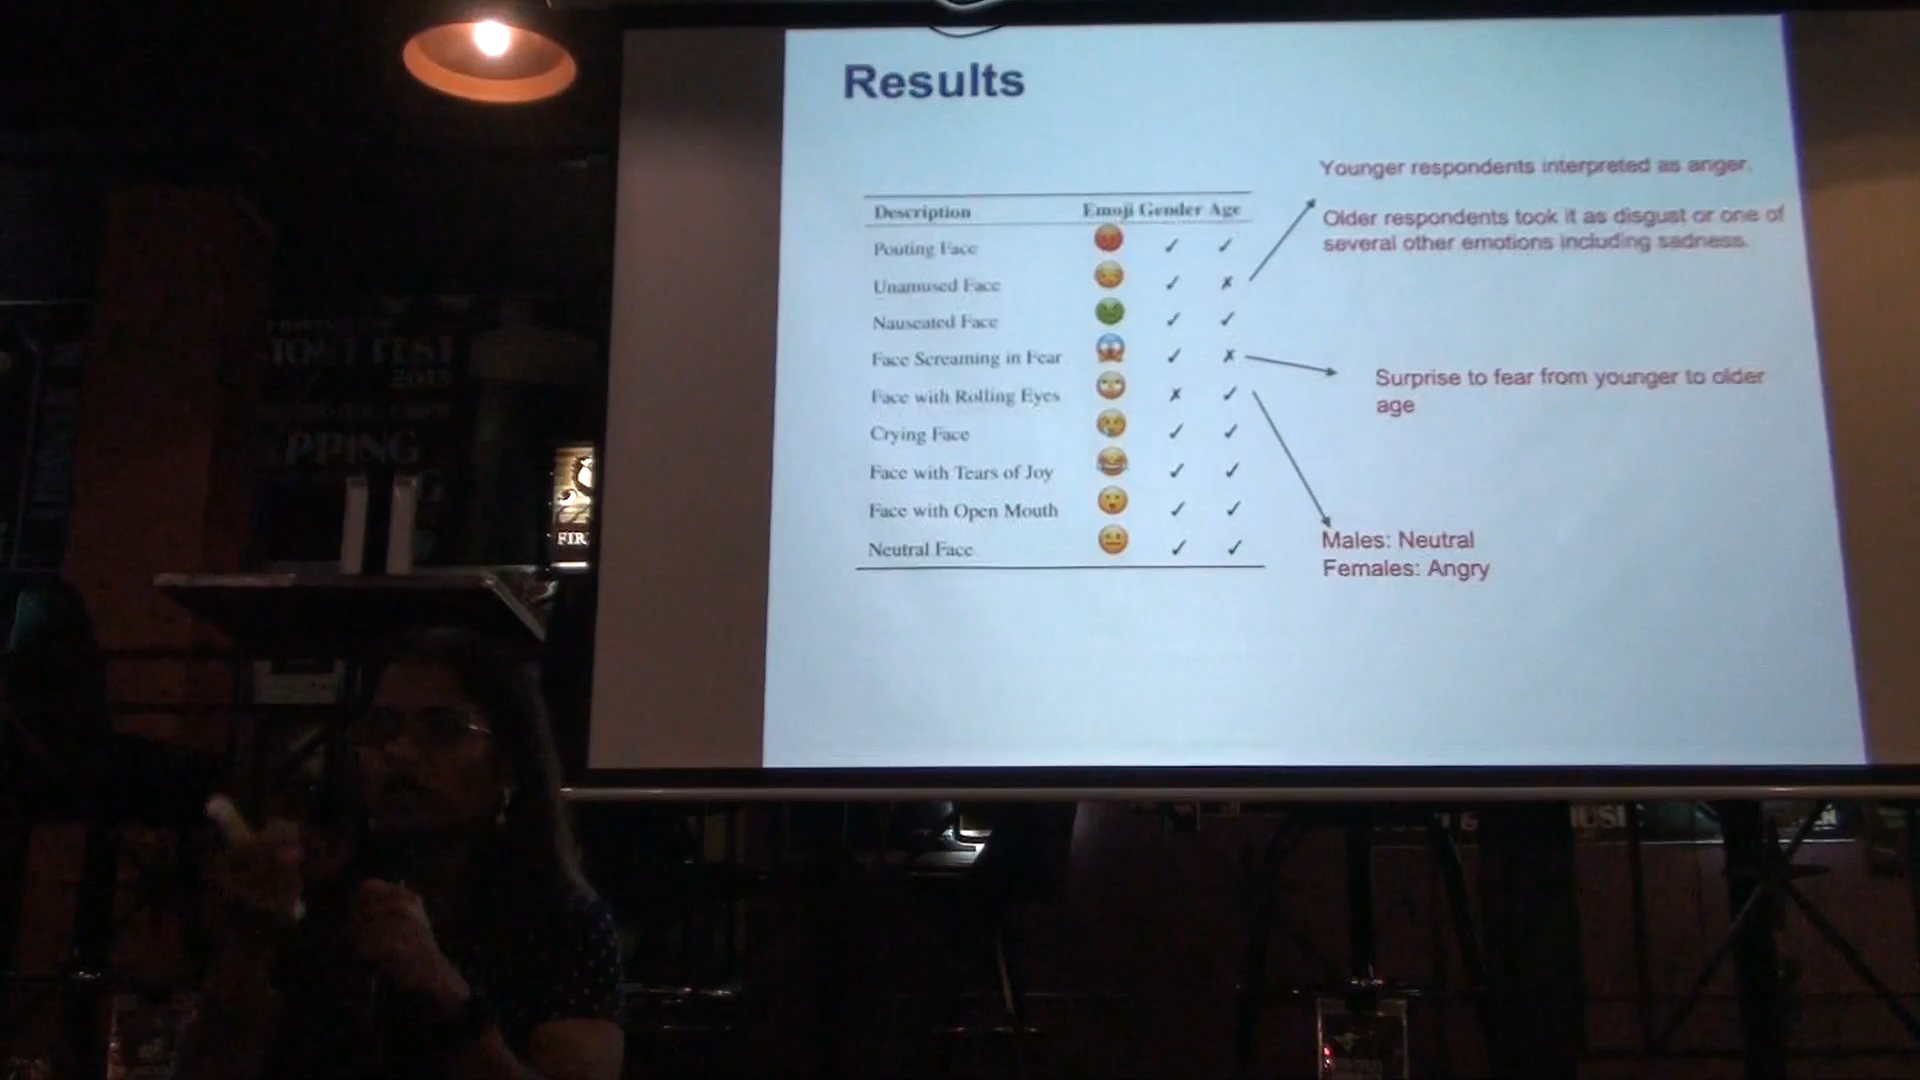 Results
Description Emoji Gender Age
Pouting Face ✓ ✓
Unamused Face ✓ ✗
Nauseated Face ✓ ✓
Face Screaming in Fear ✓ ✗
Face with Rolling Eyes ✗ ✓
Crying Face ✓ ✓
Face with Tears of Joy ✓ ✓
Face with Open Mouth ✓ ✓
Neutral Face ✓ ✓
Younger respondents interpreted as anger.
Older respondents took it as disgust or one of
several other emotions including sadness.
Surprise to fear from younger to older
age
Males: Neutral
Females: Angry
FEST
2015
FIR